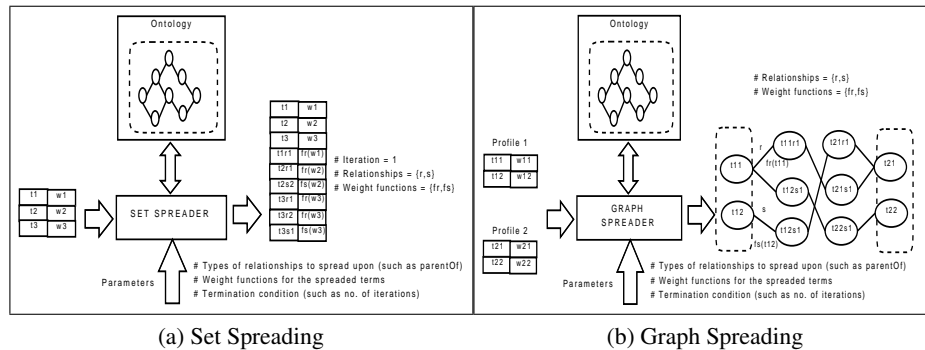 Ontology
t1 w1
t2 w2
t3 w3
SET SPREADER
t1 w1
t2 w2
t3 w3
t1r1 fr(w1)
t2r1 fr(w2)
t2s2 fs(w2)
t3r1 fr(w3)
t3r2 fr(w3)
t3s1 fs(w3)
# Iteration = 1
# Relationships = {r,s}
# Weight functions = {fr,fs}
Parameters
# Types of relationships to spread upon (such as parentOf)
# Weight functions for the spreaded terms
# Termination condition (such as no. of iterations)
(a) Set Spreading
Ontology
# Relationships = {r,s}
# Weight functions = {fr,fs}
Profile 1
t11 w11
t12 w12
Profile 2
t21 w21
t22 w22
GRAPH
SPREADER
t11
t12
r
fr(t11)
s
fs(t12)
t11r1
t12s1
t12s1
t21r1
t21s1
t22s1
t21
t22
Parameters
# Types of relationships to spread upon (such as parentOf)
# Weight functions for the spreaded terms
# Termination condition (such as no. of iterations)
(b) Graph Spreading